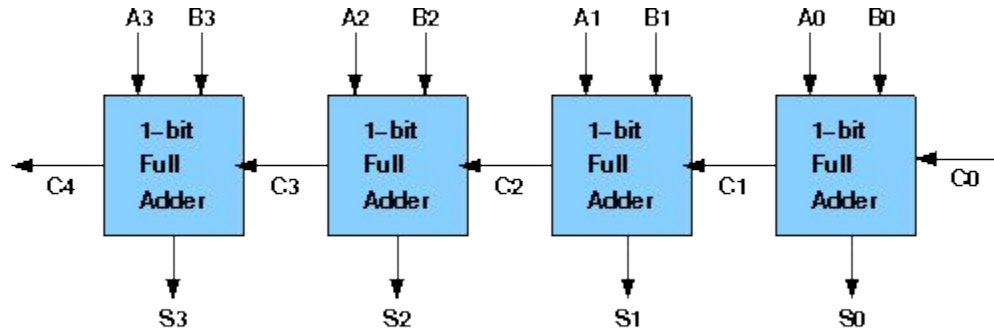 A3 B3 A2 B2 A1 B1 A0 B0
1-bit Full Adder
1-bit Full Adder
1-bit Full Adder
1-bit Full Adder
C4 C3 C2 C1 C0
S3 S2 S1 S0